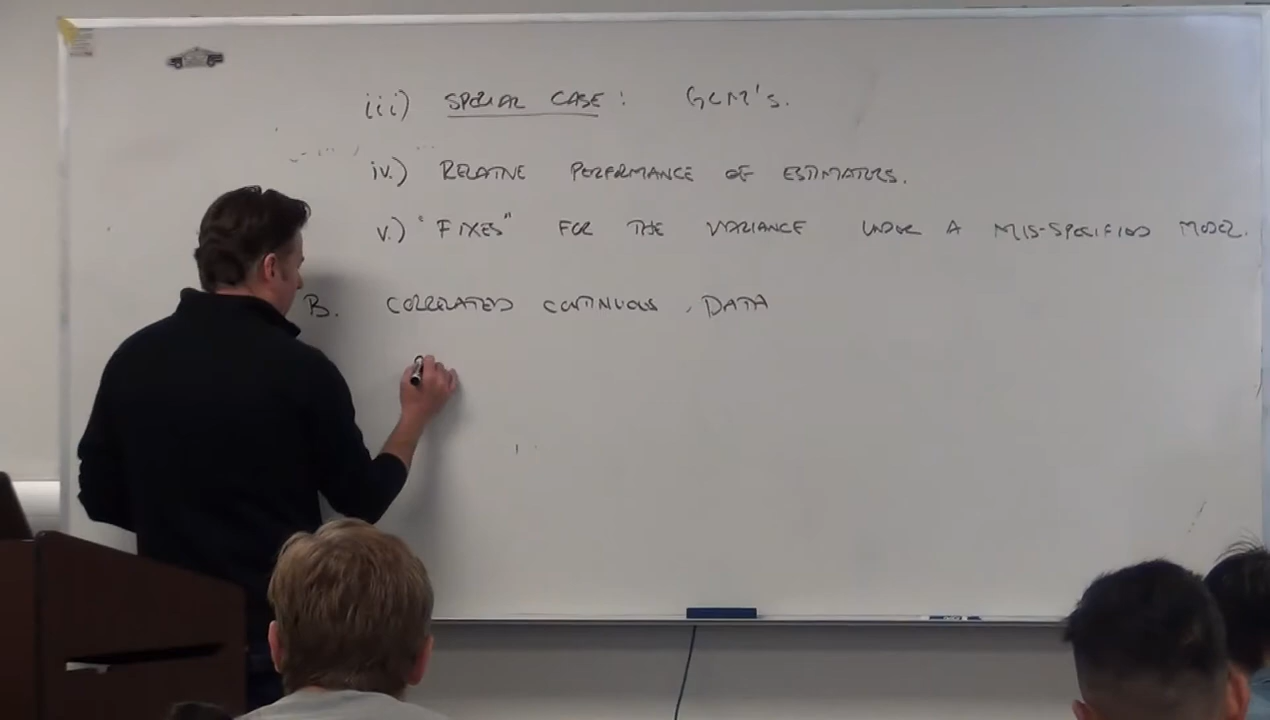 iii) SPECIAL CASE: GLM's.
iv.) RELATIVE PERFORMANCE OF ESTIMATORS.
v.) "FIXES" FOR THE VARIANCE UNDER A MIS-SPECIFIED MODEL.
B. CORRELATED CONTINUOUS DATA